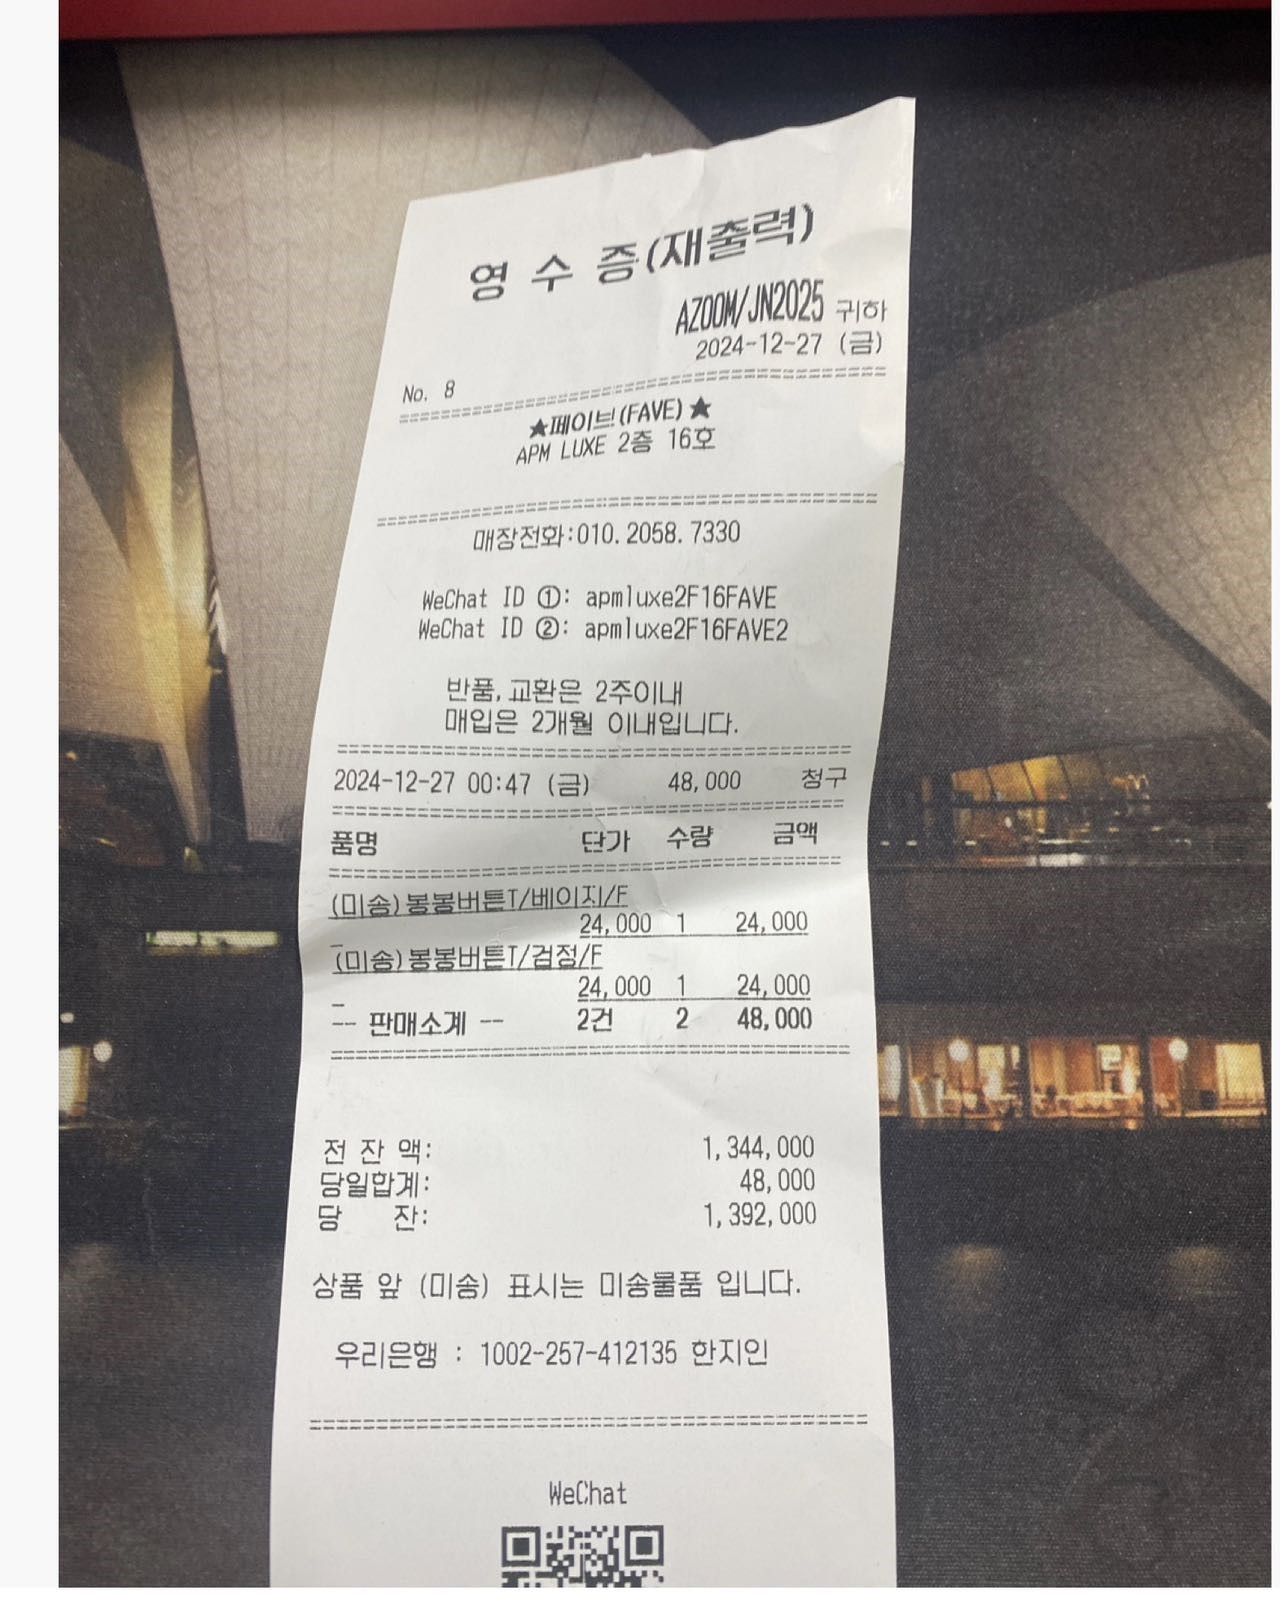 영 수 증(재출력)
AZOOM/JN2025 귀하
2024-12-27 (금)
No. 8
★페이브(FAVE)★
APM LUXE 2층 16호
매장전화:010.2058.7330
WeChat ID ①: apmluxe2F16FAVE
WeChat ID ②: apmluxe2F16FAVE2
반품,교환은 2주이내
매입은 2개월 이내입니다.
2024-12-27 00:47 (금) 48,000 청구
품명 단가 수량 금액
(미송)봉봉버튼T/베이지/F
24,000 1 24,000
(미송)봉봉버튼T/검정/F
24,000 1 24,000
-- 판매소계 -- 2건 2 48,000
전 잔 액: 1,344,000
당일합계: 48,000
당 잔: 1,392,000
상품 앞 (미송) 표시는 미송물품 입니다.
우리은행 : 1002-257-412135 한지인
WeChat